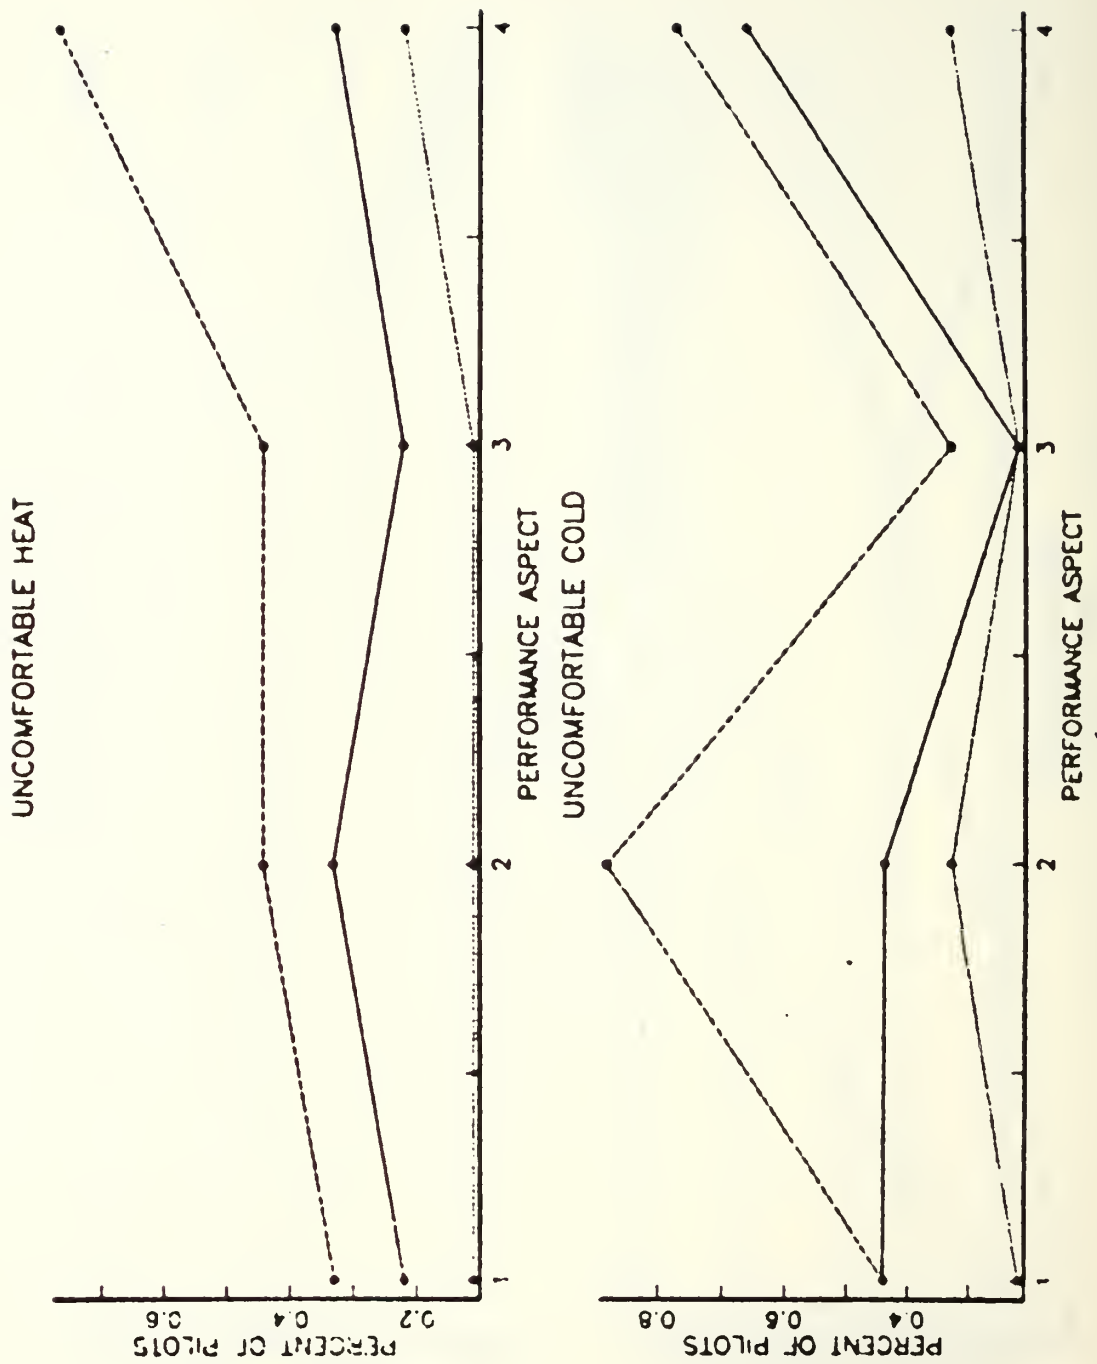 UNCOMFORTABLE HEAT
PERCENT OF PILOTS
0.6
0.4
0.2
1 2 3 4
PERFORMANCE ASPECT
UNCOMFORTABLE COLD
PERCENT OF PILOTS
0.8
0.6
0.4
1 2 3 4
PERFORMANCE ASPECT